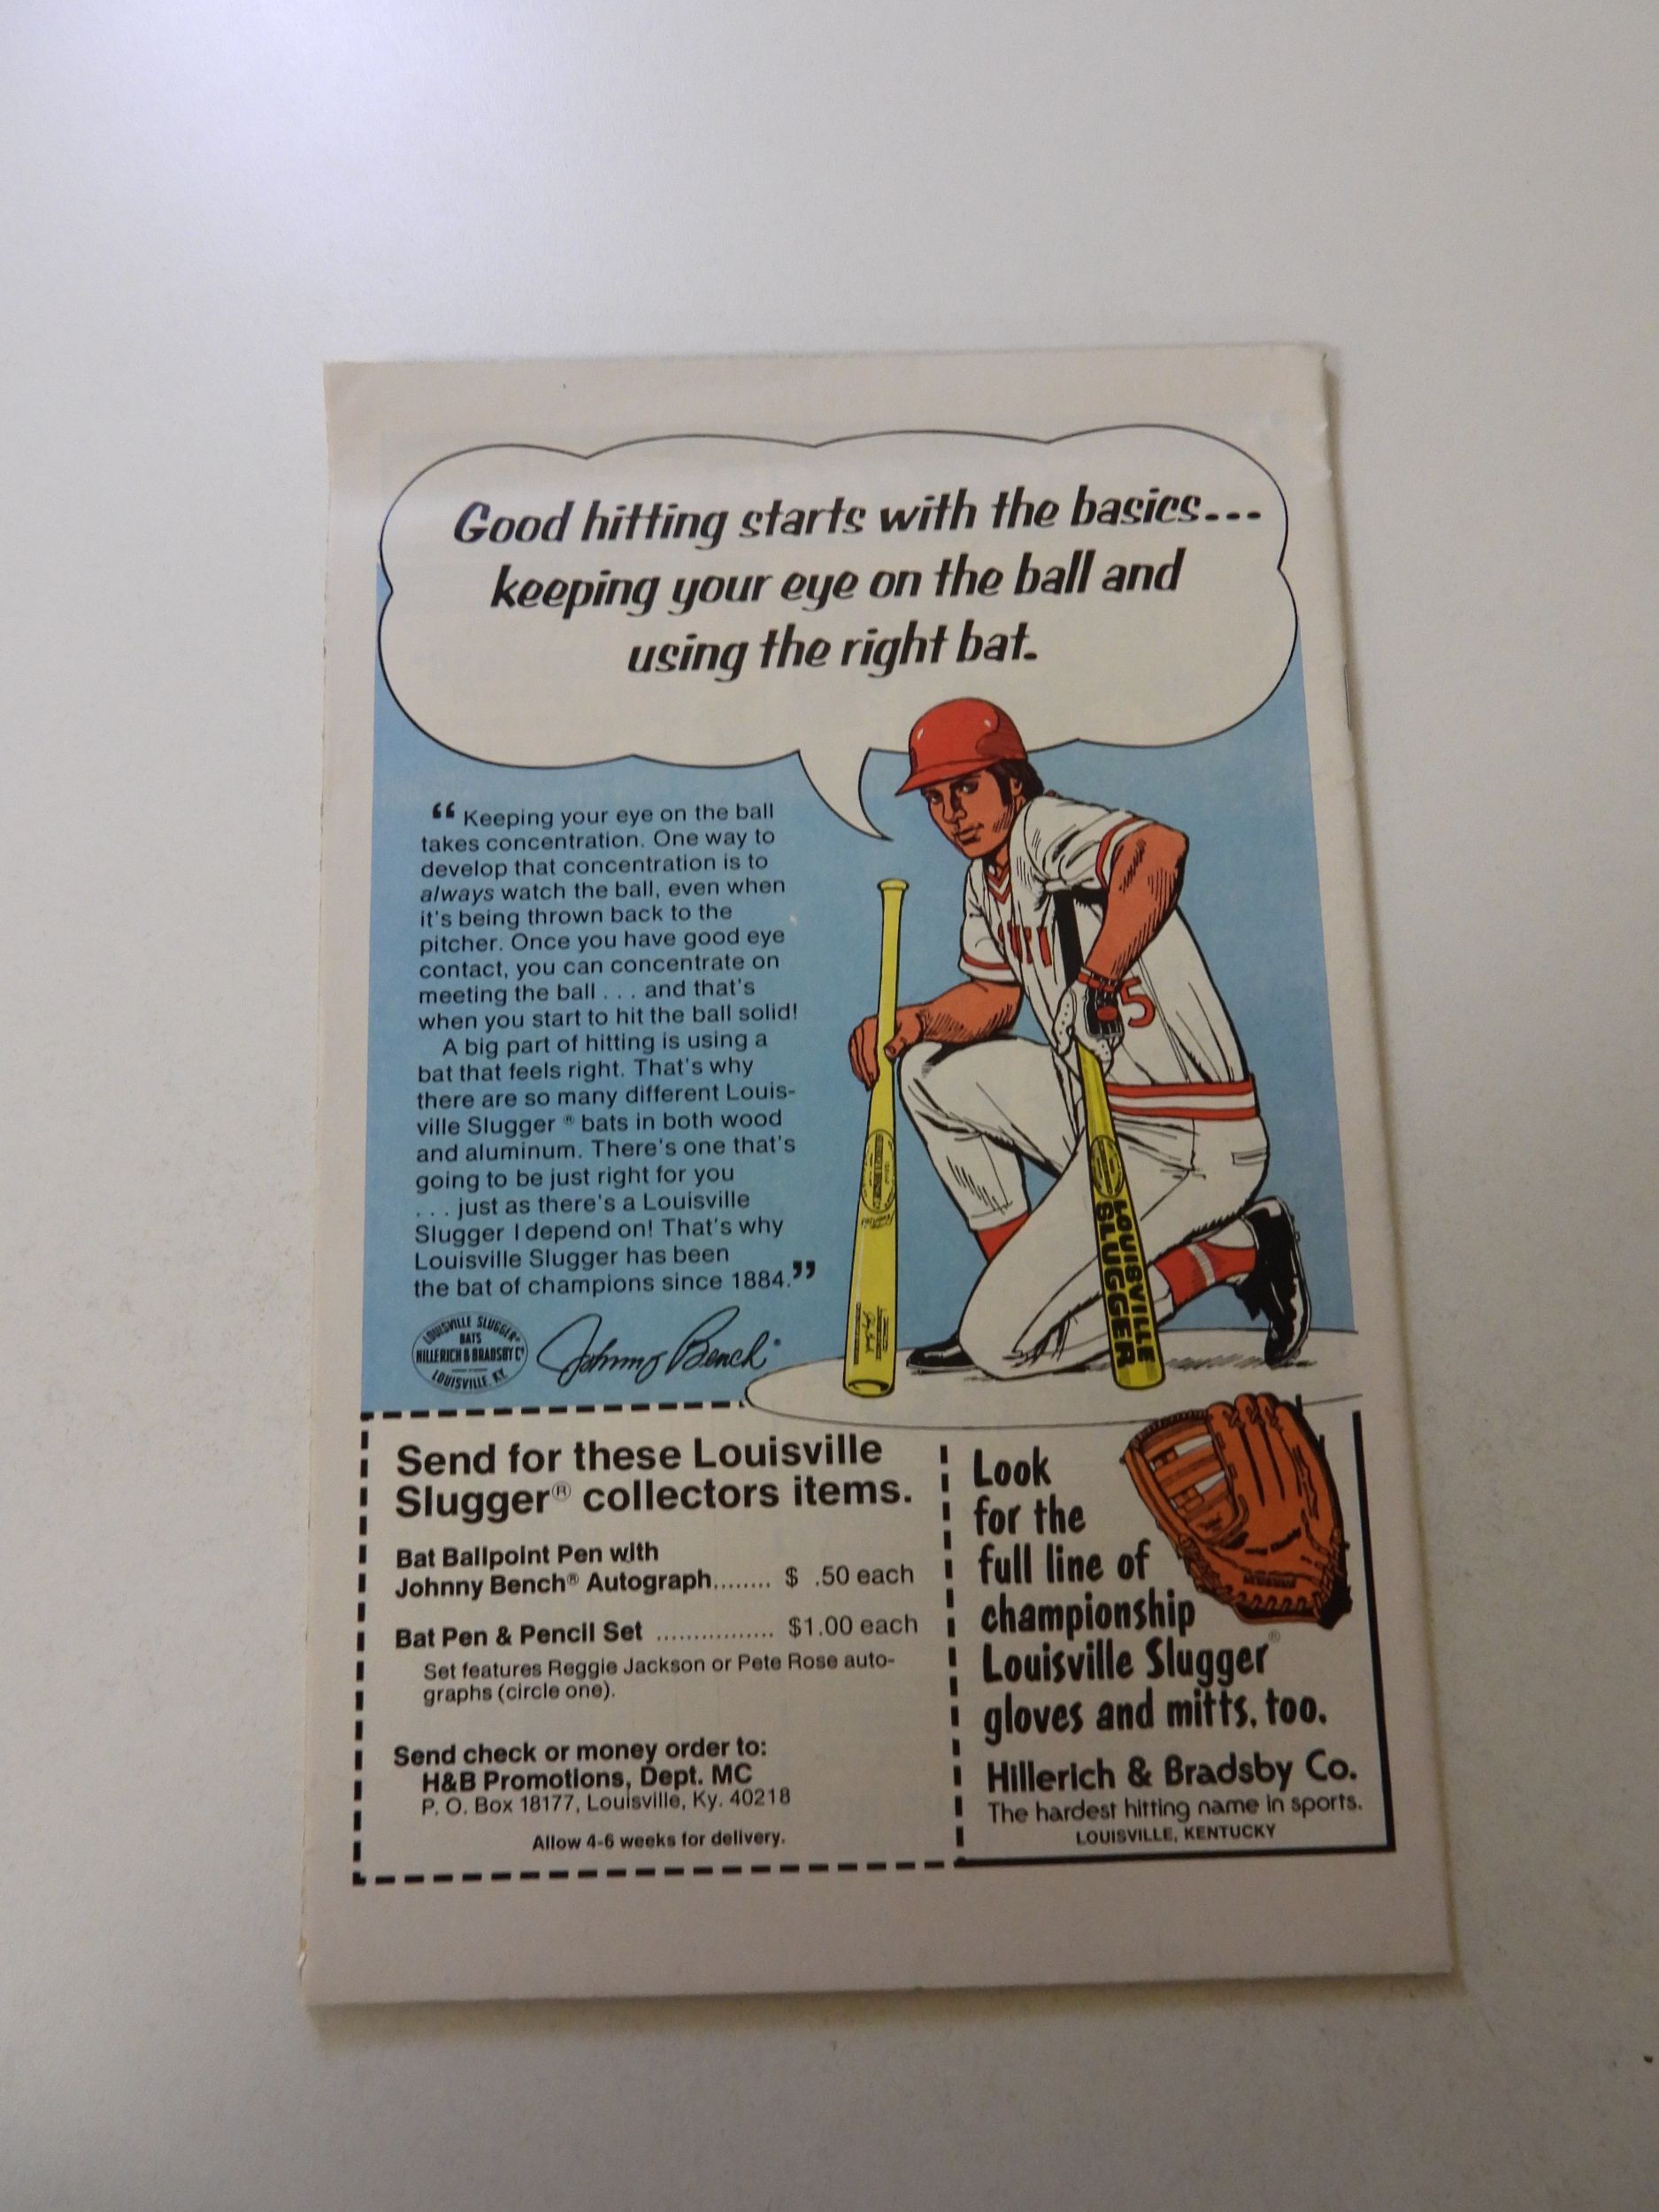 Good hitting starts with the basics...
keeping your eye on the ball and
using the right bat.
“ Keeping your eye on the ball
takes concentration. One way to
develop that concentration is to
always watch the ball, even when
it's being thrown back to the
pitcher. Once you have good eye
contact, you can concentrate on
meeting the ball . . . and that's
when you start to hit the ball solid!
A big part of hitting is using a
bat that feels right. That's why
there are so many different Louis-
ville Slugger ® bats in both wood
and aluminum. There's one that's
going to be just right for you
. . . just as there's a Louisville
Slugger I depend on! That's why
Louisville Slugger has been
the bat of champions since 1884.”
5
LOUISVILLE
SLUGGER
LOUISVILLE SLUGGER
BATS
HILLERICH & BRADSBY Co
LOUISVILLE, KY.
Johnny Bench®
Send for these Louisville
Slugger® collectors items.
Bat Ballpoint Pen with
Johnny Bench® Autograph........ $ .50 each
Bat Pen & Pencil Set ................ $1.00 each
Set features Reggie Jackson or Pete Rose auto-
graphs (circle one).
Send check or money order to:
H&B Promotions, Dept. MC
P. O. Box 18177, Louisville, Ky. 40218
Allow 4-6 weeks for delivery.
Look
for the
full line of
championship
Louisville Slugger®
gloves and mitts, too.
Hillerich & Bradsby Co.
The hardest hitting name in sports.
LOUISVILLE, KENTUCKY